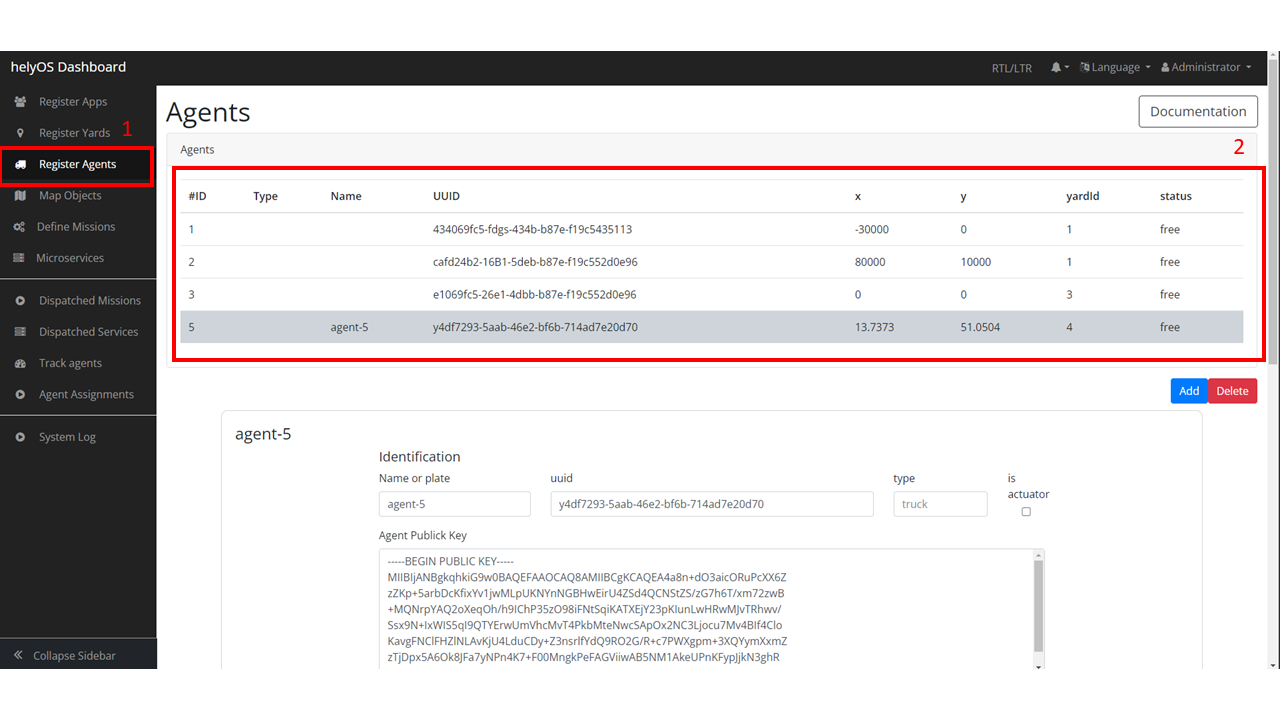 helyOS Dashboard
RTL/LTR Language Administrator
Register Apps
Register Yards 1
Register Agents
Map Objects
Define Missions
Microservices
Dispatched Missions
Dispatched Services
Track agents
Agent Assignments
System Log
Collapse Sidebar
Agents
Documentation
Agents
2
#ID Type Name UUID x y yardId status
1 434069fc5-fdgs-434b-b87e-f19c5435113 -30000 0 1 free
2 cafd24b2-16B1-5deb-b87e-f19c552d0e96 80000 10000 1 free
3 e1069fc5-26e1-4dbb-b87e-f19c552d0e96 0 0 3 free
5 agent-5 y4df7293-5aab-46e2-bf6b-714ad7e20d70 13.7373 51.0504 4 free
Add Delete
agent-5
Identification
Name or plate uuid type is actuator
agent-5 y4df7293-5aab-46e2-bf6b-714ad7e20d70 truck
Agent Publick Key
-----BEGIN PUBLIC KEY-----
MIIBIjANBgkqhkiG9w0BAQEFAAOCAQ8AMIIBCgKCAQEA4a8n+dO3aicORuPcXX6Z
zZKp+5arbDcKfixYv1jwMLpUKNYnNGBHwEirU4ZSd4QCNStZS/zG7h6T/xm72zwB
+MQNrpYAQ2oXeqOh/h9IChP35zO98iFNtSqiKATXEjY23pKIunLwHRwMJvTRhwv/
Ssx9N+IxWIS5qI9QTYErwUmVhcMvT4PkbMteNwcSApOx2NC3Ljocu7Mv4BIf4Clo
KavgFNClFHZlNLAvKjU4LduCDy+Z3nsrlfYdQ9RO2G/R+c7PWXgpm+3XQYymXxmZ
zTjDpx5A6Ok8JFa7yNPn4K7+F00MngkPeFAGViiwAB5NM1AkeUPnKFypJjkN3ghR